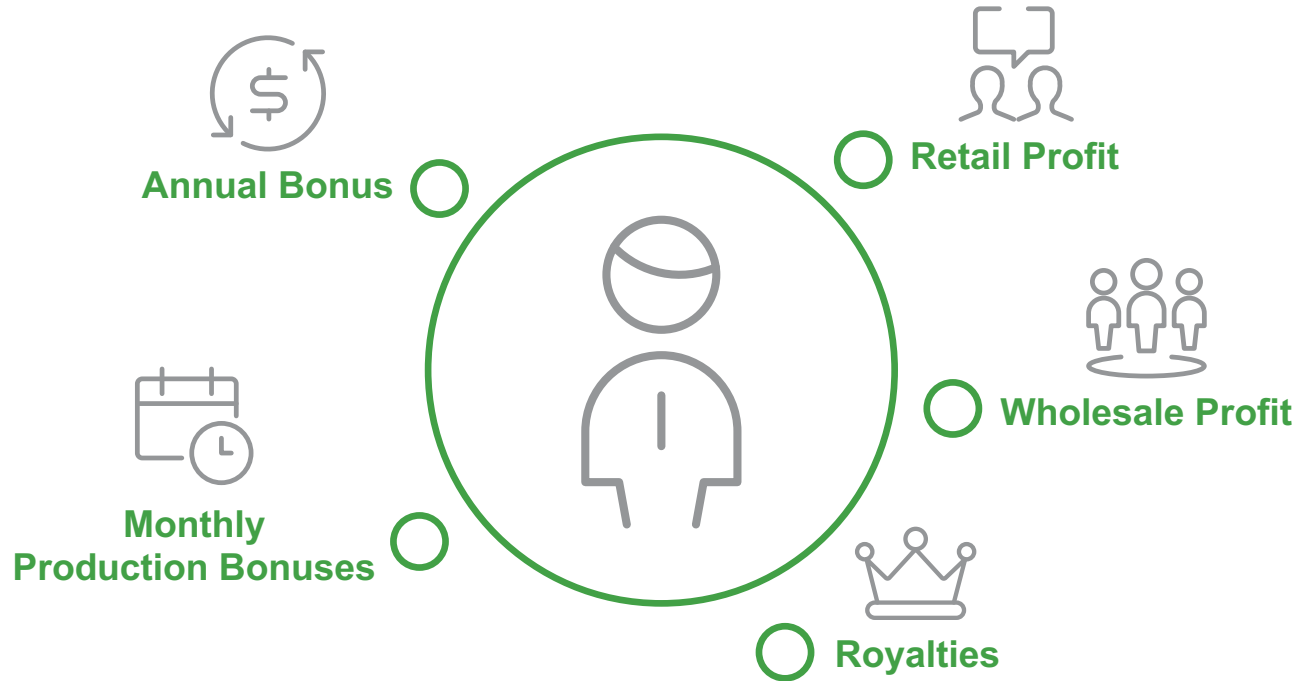 Retail Profit
Annual Bonus
Wholesale Profit
Monthly
Production Bonuses
Royalties